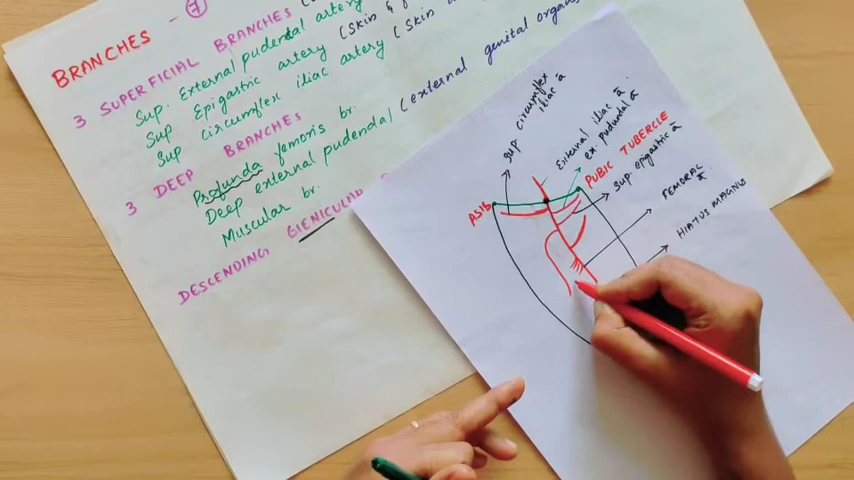 BRANCHES - 7
3 SUPERFICIAL BRANCHES (
Sup. External pudendal artery
Sup Epigastric artery (Skin &
Sup circumflex iliac artery (Skin
3 DEEP BRANCHES
Profunda femoris br.
Deep external pudendal (external genital organs
Muscular br.
DESCENDING GIENICULAR
Sup circumflex
iliac a
External iliac a.
ex pudendal a
PUBIC TUBERCLE
Sup epigastric a
ASIS
FEMORAL
HIATUS MAGNUS